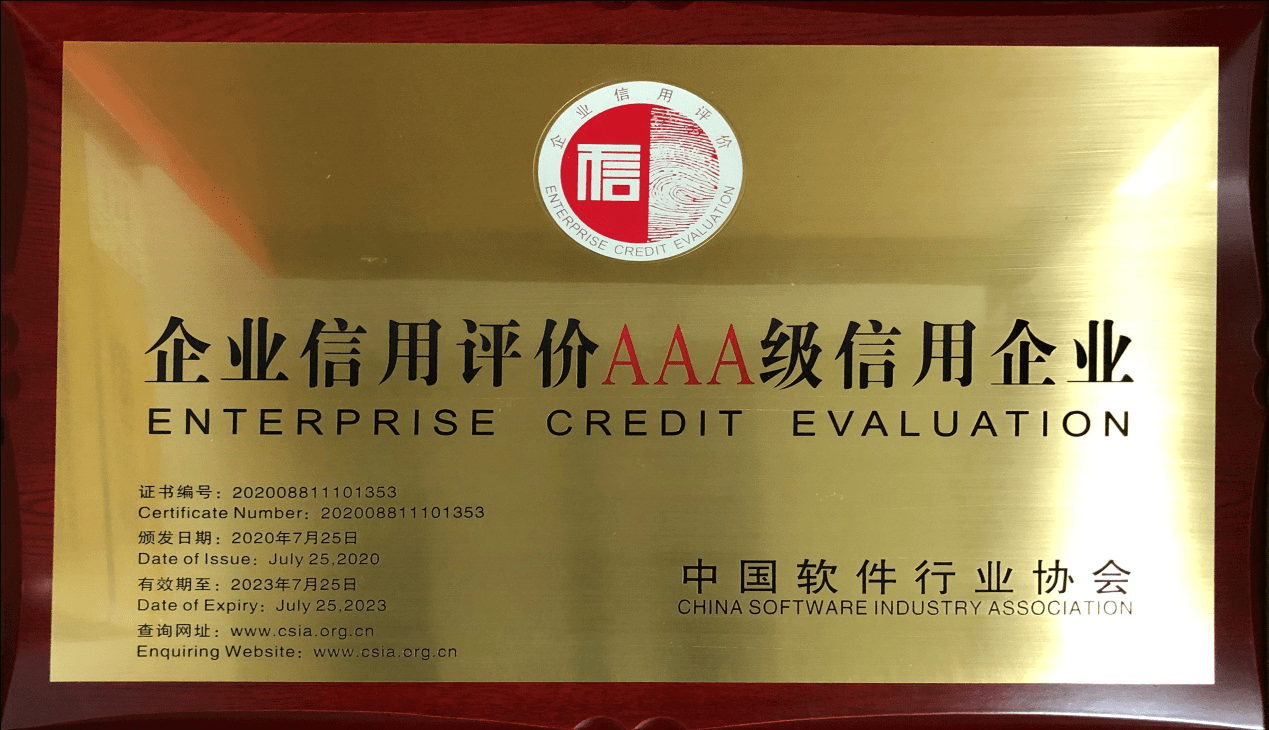 企业信用评价
信
ENTERPRISE CREDIT EVALUATION
企业信用评价AAA级信用企业
ENTERPRISE CREDIT EVALUATION
证书编号：202008811101353
Certificate Number：202008811101353
颁发日期：2020年7月25日
Date of Issue：July 25,2020
有效期至：2023年7月25日
Date of Expiry：July 25,2023
查询网址：www.csia.org.cn
Enquiring Website：www.csia.org.cn
中国软件行业协会
CHINA SOFTWARE INDUSTRY ASSOCIATION